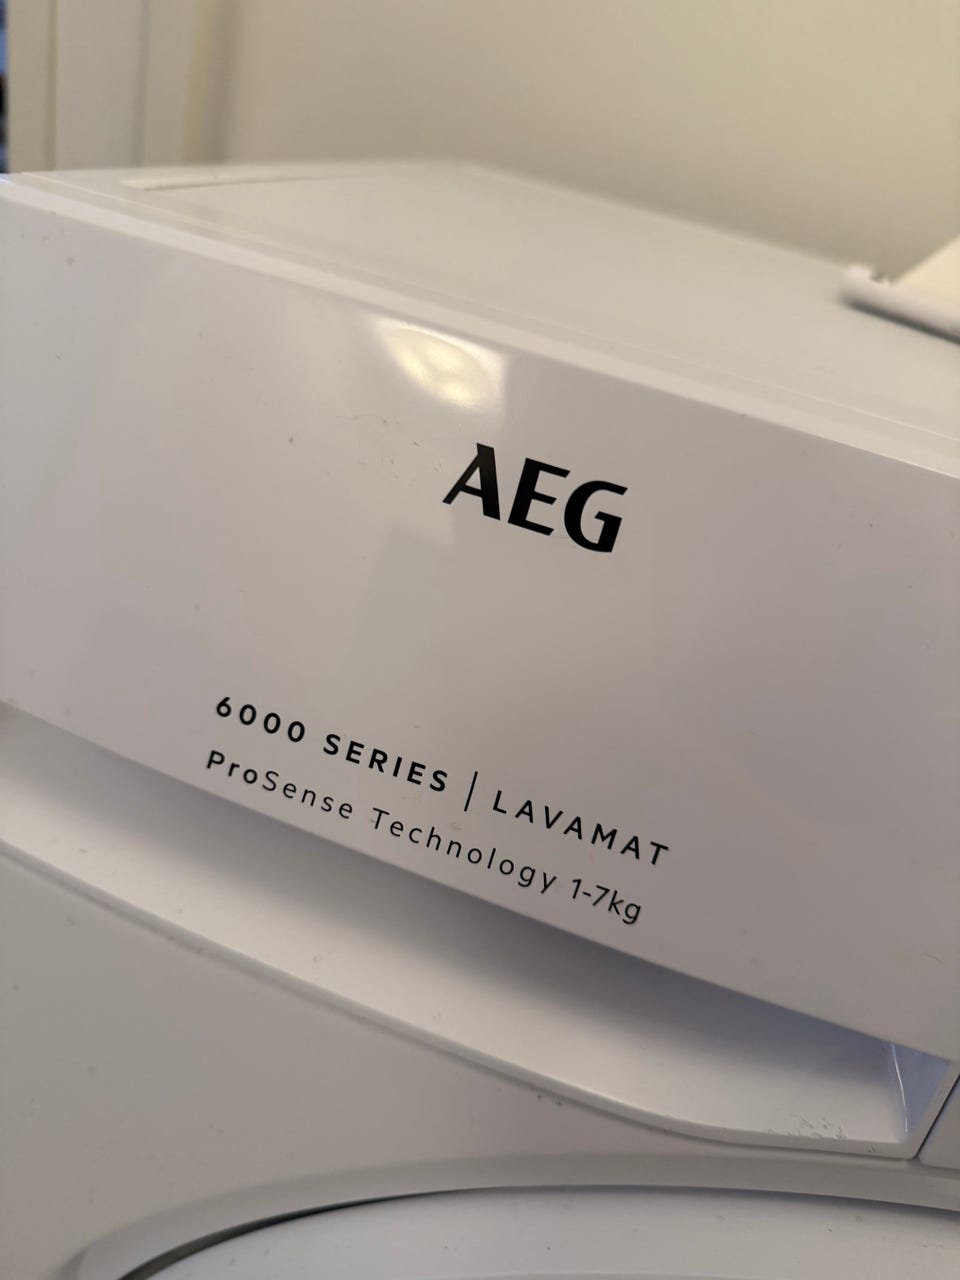 AEG
6000 SERIES | LAVAMAT
ProSense Technology 1-7kg